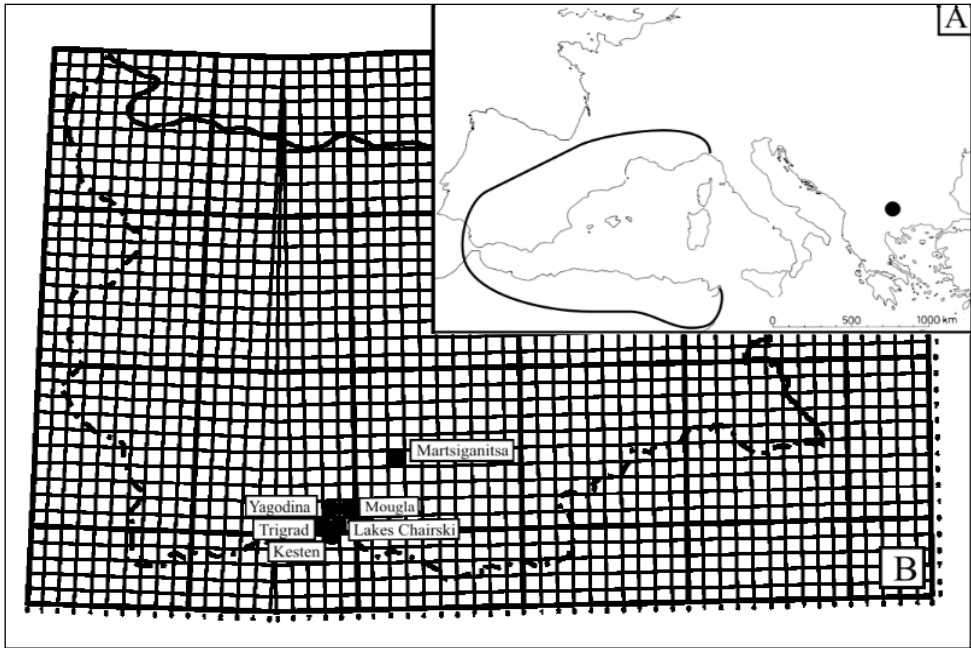 A
0 500 1000 km
Martsiganitsa
Yagodina Mougla
Trigrad Lakes Chairski
Kesten
B